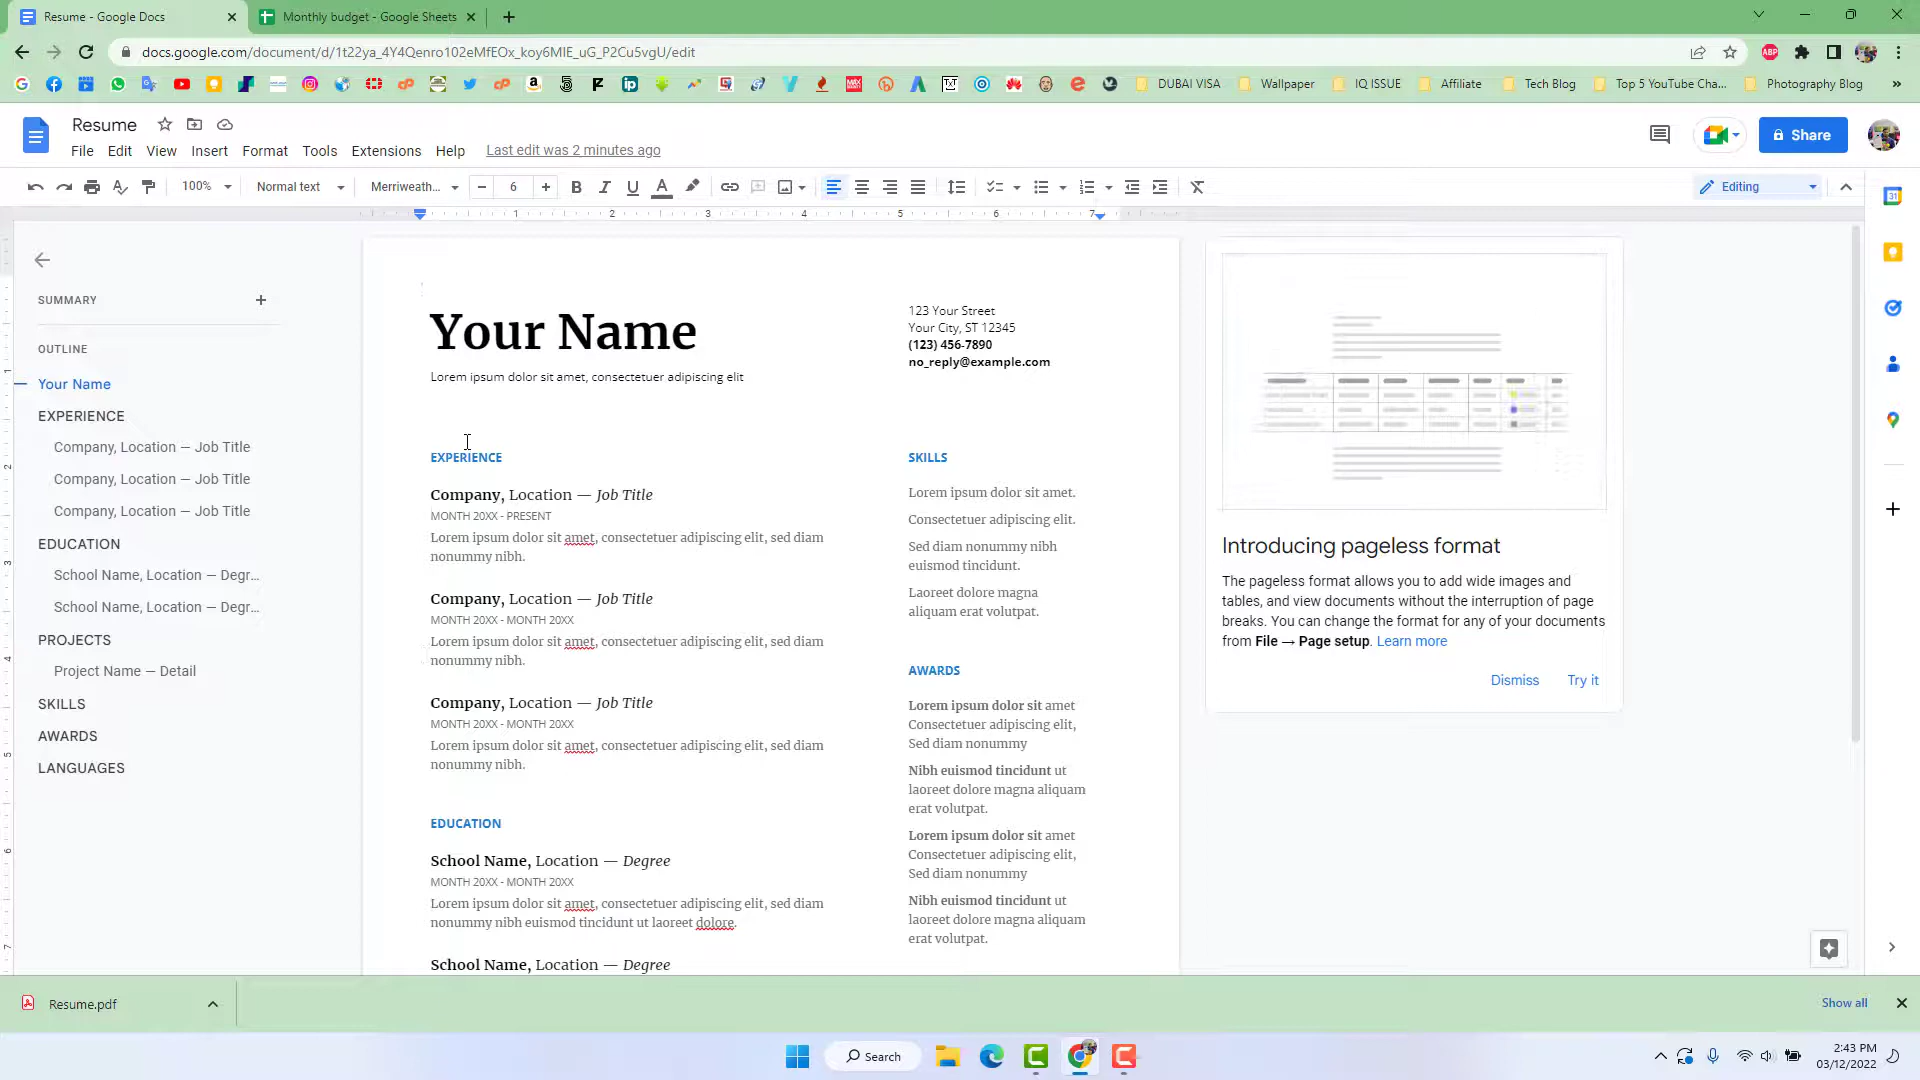 Resume - Google Docs
Monthly budget - Google Sheets
docs.google.com/document/d/1t22ya_4Y4Qenro102eMfEOx_koy6MIE_uG_P2Cu5vgU/edit
DUBAI VISA
Wallpaper
IQ ISSUE
Affiliate
Tech Blog
Top 5 YouTube Cha...
Photography Blog
Resume
File Edit View Insert Format Tools Extensions Help Last edit was 2 minutes ago
Share
100% Normal text Merriweath... 6 Editing
1 2 3 4 5 6 7
SUMMARY
OUTLINE
Your Name
EXPERIENCE
Company, Location — Job Title
Company, Location — Job Title
Company, Location — Job Title
EDUCATION
School Name, Location — Degr...
School Name, Location — Degr...
PROJECTS
Project Name — Detail
SKILLS
AWARDS
LANGUAGES
Your Name
Lorem ipsum dolor sit amet, consectetuer adipiscing elit
123 Your Street
Your City, ST 12345
(123) 456-7890
no_reply@example.com
EXPERIENCE
Company, Location — Job Title
MONTH 20XX - PRESENT
Lorem ipsum dolor sit amet, consectetuer adipiscing elit, sed diam
nonummy nibh.
Company, Location — Job Title
MONTH 20XX - MONTH 20XX
Lorem ipsum dolor sit amet, consectetuer adipiscing elit, sed diam
nonummy nibh.
Company, Location — Job Title
MONTH 20XX - MONTH 20XX
Lorem ipsum dolor sit amet, consectetuer adipiscing elit, sed diam
nonummy nibh.
EDUCATION
School Name, Location — Degree
MONTH 20XX - MONTH 20XX
Lorem ipsum dolor sit amet, consectetuer adipiscing elit, sed diam
nonummy nibh euismod tincidunt ut laoreet dolore.
School Name, Location — Degree
SKILLS
Lorem ipsum dolor sit amet.
Consectetuer adipiscing elit.
Sed diam nonummy nibh
euismod tincidunt.
Laoreet dolore magna
aliquam erat volutpat.
AWARDS
Lorem ipsum dolor sit amet
Consectetuer adipiscing elit,
Sed diam nonummy
Nibh euismod tincidunt ut
laoreet dolore magna aliquam
erat volutpat.
Lorem ipsum dolor sit amet
Consectetuer adipiscing elit,
Sed diam nonummy
Nibh euismod tincidunt ut
laoreet dolore magna aliquam
erat volutpat.
Introducing pageless format
The pageless format allows you to add wide images and
tables, and view documents without the interruption of page
breaks. You can change the format for any of your documents
from File → Page setup. Learn more
Dismiss Try it
Resume.pdf
Show all
Search
2:43 PM
03/12/2022